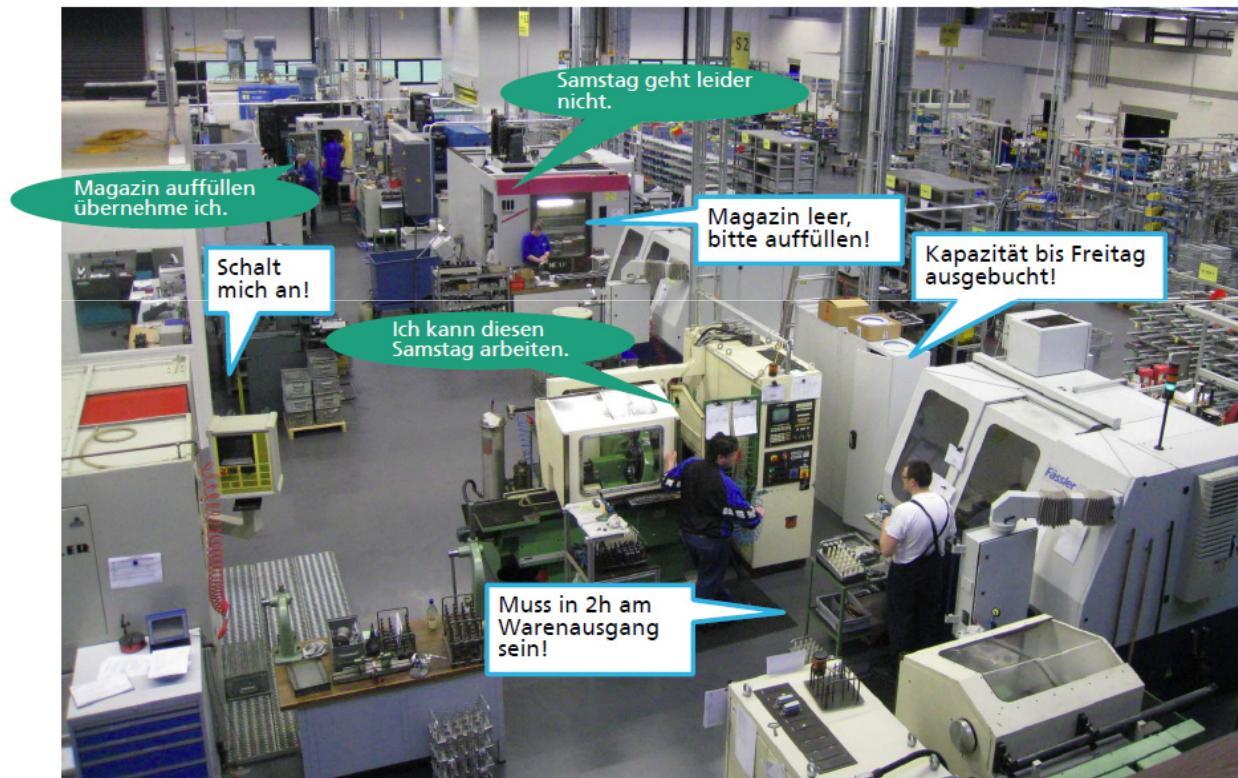 Samstag geht leider
nicht.
Magazin auffüllen
übernehme ich.
Magazin leer,
bitte auffüllen!
Schalt
mich an!
Kapazität bis Freitag
ausgebucht!
Ich kann diesen
Samstag arbeiten.
Fässler
Muss in 2h am
Warenausgang
sein!